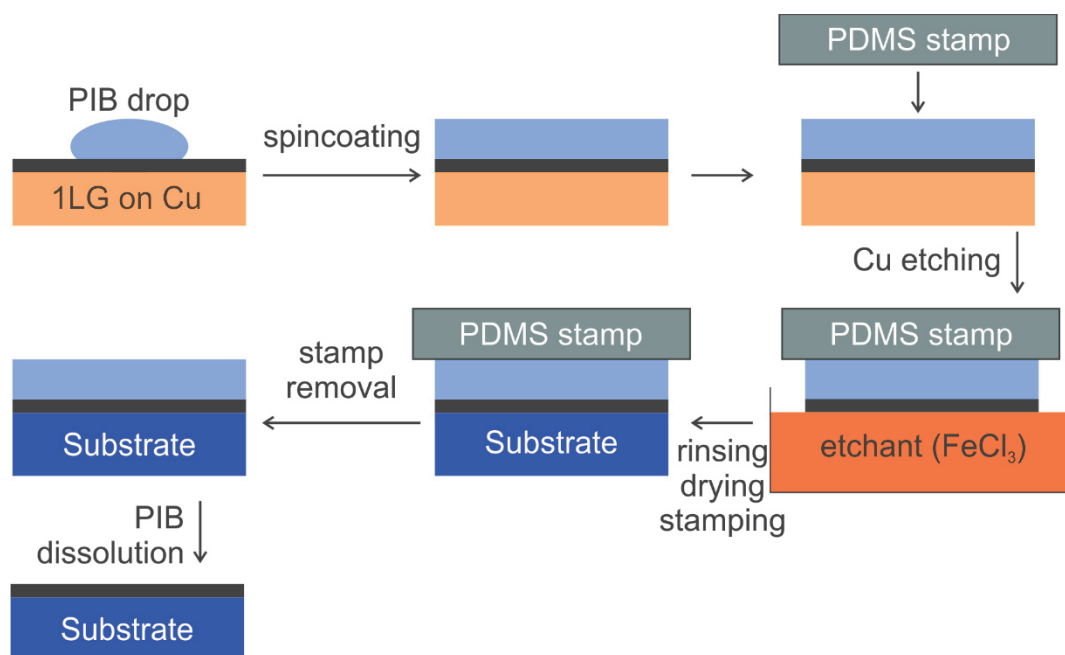 PDMS stamp
PIB drop
spincoating
1LG on Cu
Cu etching
PDMS stamp
PDMS stamp
stamp
removal
Substrate
Substrate
rinsing
drying
stamping
etchant (FeCl₃)
PIB
dissolution
Substrate